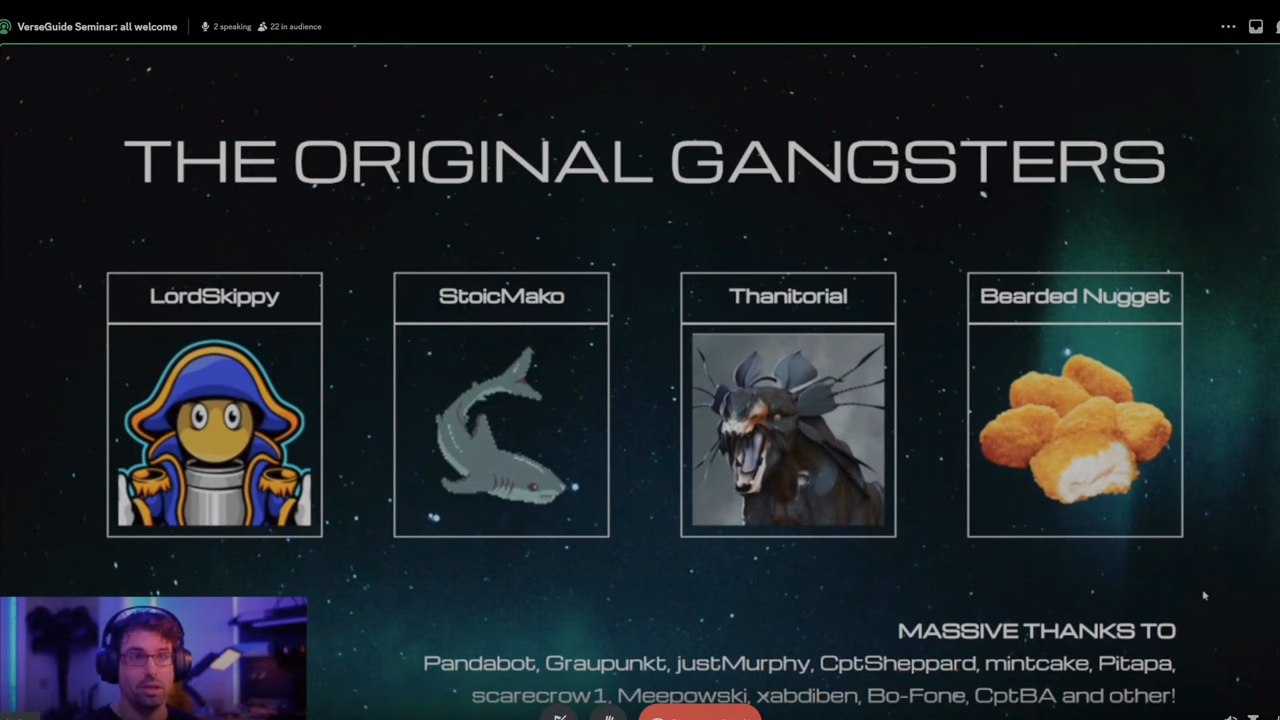 VerseGuide Seminar: all welcome
2 speaking
22 in audience
THE ORIGINAL GANGSTERS
LordSkippy
StoicMako
Thanitorial
Bearded Nugget
MASSIVE THANKS TO
Pandabot, Graupunkt, justMurphy, CptSheppard, mintcake, Pitapa,
scarecrow1, Meepowski, xabdiben, Bo-Fone, CptBA and other!